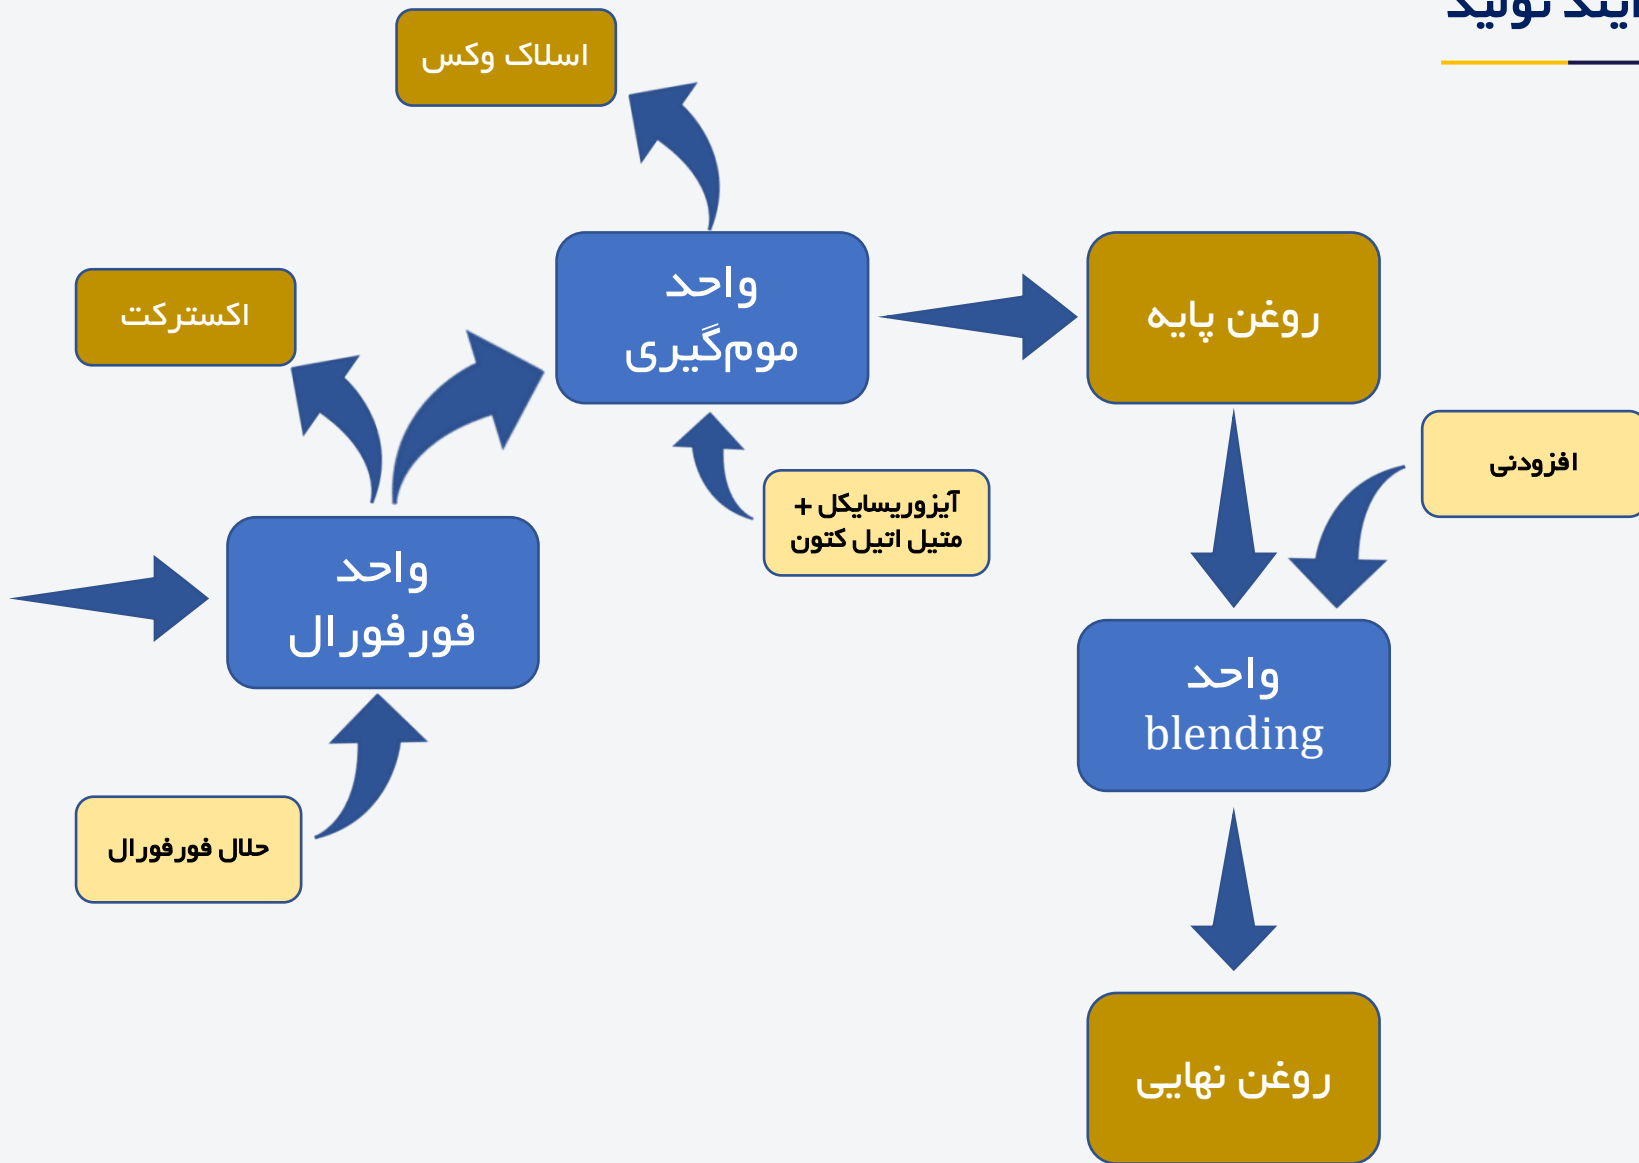 تولید
اسلاک وکس
واحد
موم‌گیری
روغن پایه
اکسترکت
افزودنی
آیزوریسایکل +
متیل اتیل کتون
واحد
فورفورال
واحد
blending
حلال فورفورال
روغن نهایی